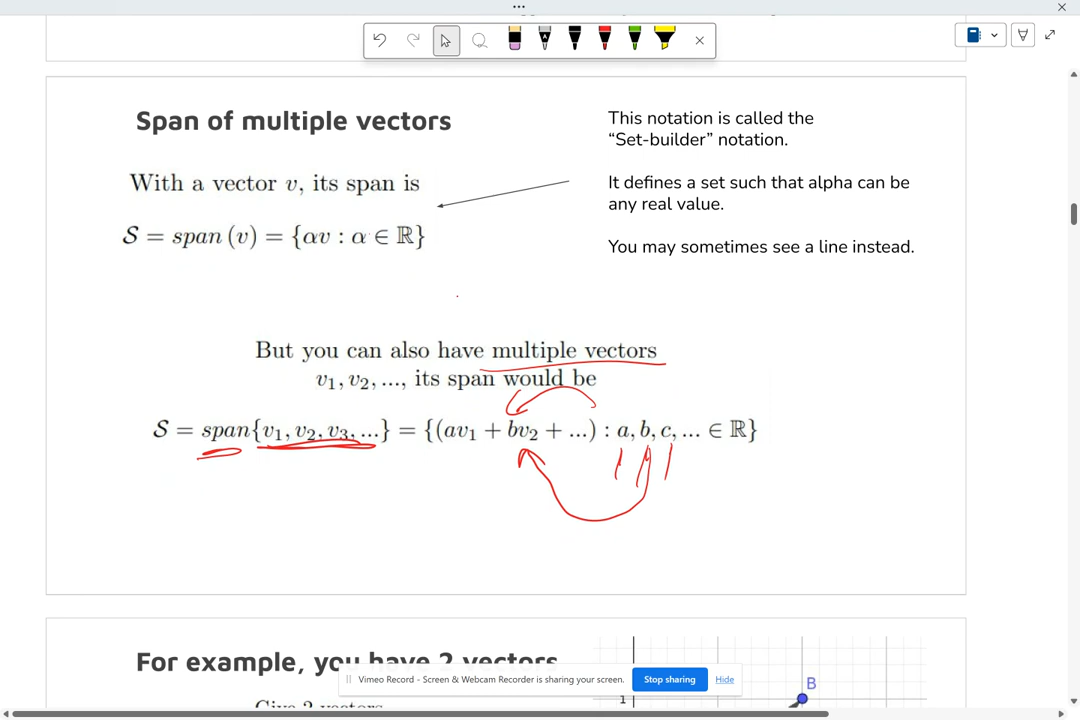 Span of multiple vectors
This notation is called the
“Set-builder” notation.
With a vector v, its span is
It defines a set such that alpha can be
any real value.
S = span (v) = {αv : α ∈ ℝ}
You may sometimes see a line instead.
But you can also have multiple vectors
v₁, v₂, ..., its span would be
S = span{v₁, v₂, v₃, ...} = {(av₁ + bv₂ + ...) : a, b, c, ... ∈ ℝ}
For example, you have 2 vectors
B
Vimeo Record - Screen & Webcam Recorder is sharing your screen.
Stop sharing
Hide
1